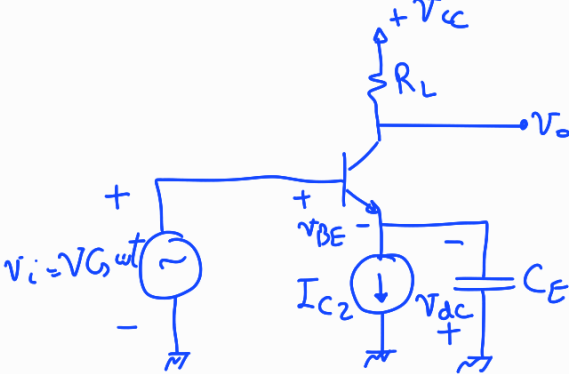 + Vcc
RL
vo
+
+
vBE -
vi = V Cos ωt
-
IC2
-
Vdc
+
CE